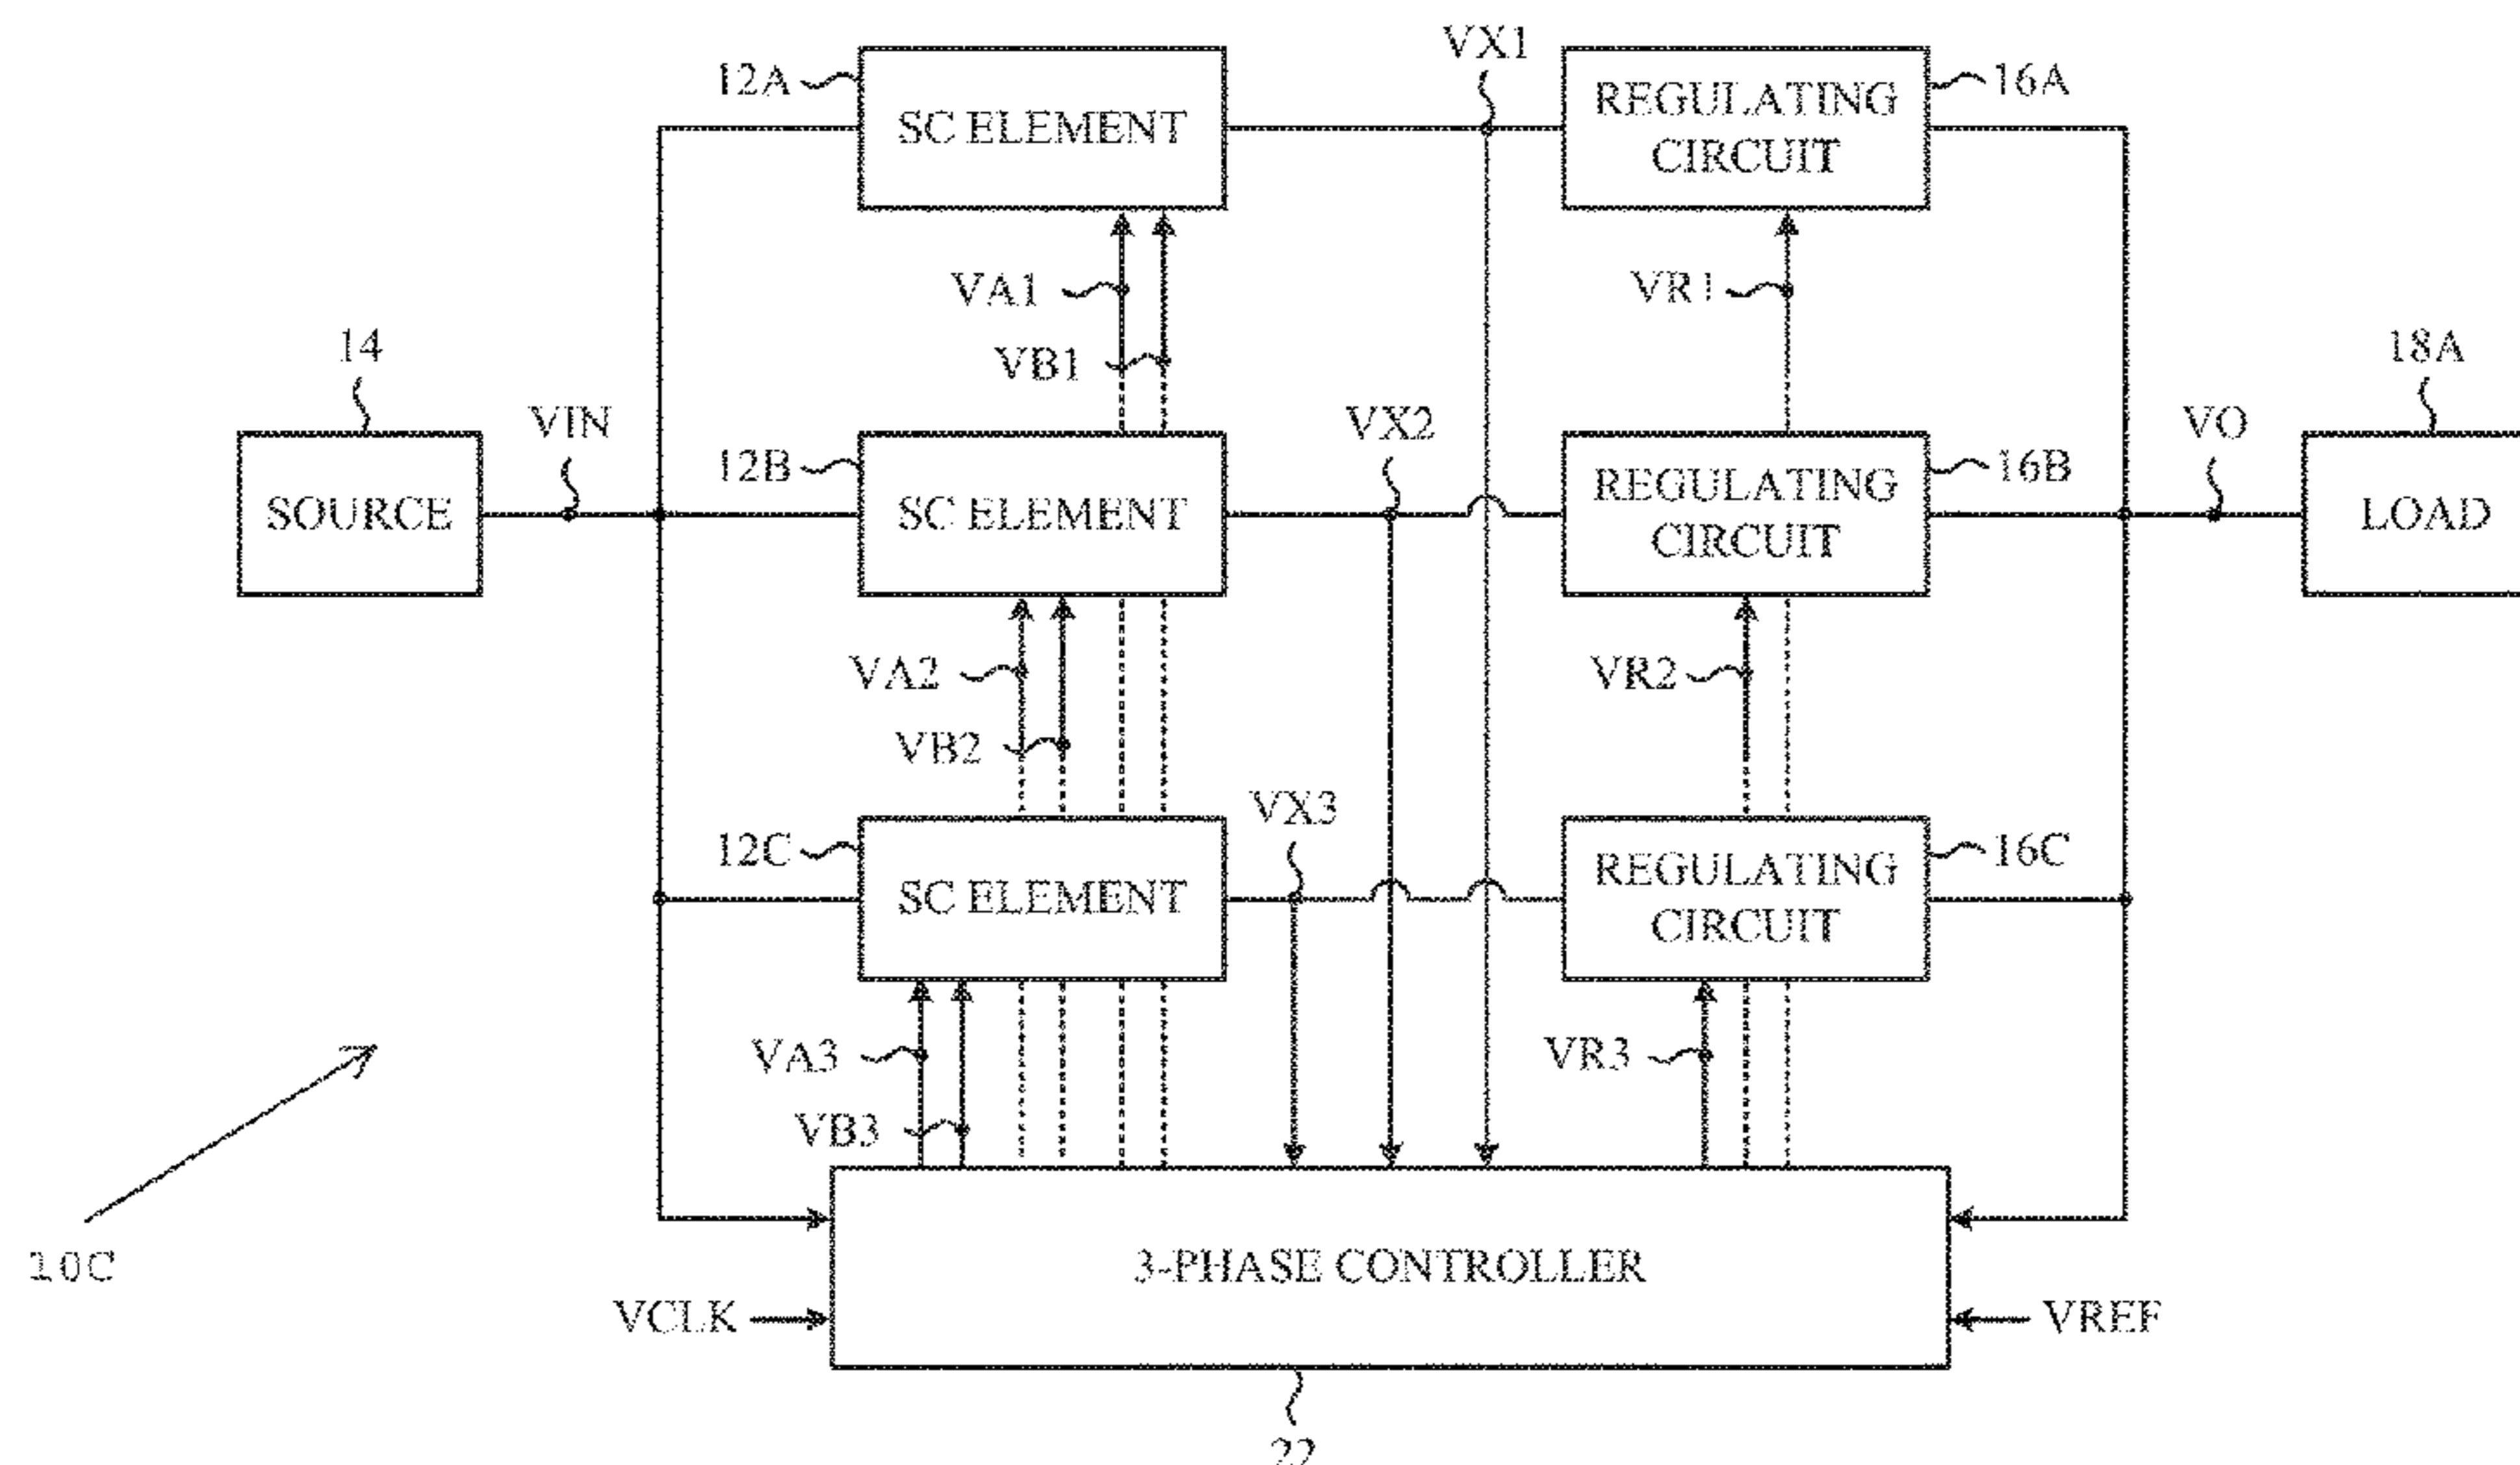 VX1
12A
SC ELEMENT
REGULATING
CIRCUIT
16A
VA1
VR1
VB1
14
18A
VIN
12B
VX2
16B
VO
SOURCE
SC ELEMENT
REGULATING
CIRCUIT
LOAD
VA2
VR2
VB2
VX3
12C
SC ELEMENT
REGULATING
CIRCUIT
16C
VA3
VR3
VB3
10C
3-PHASE CONTROLLER
VCLK
VREF
22